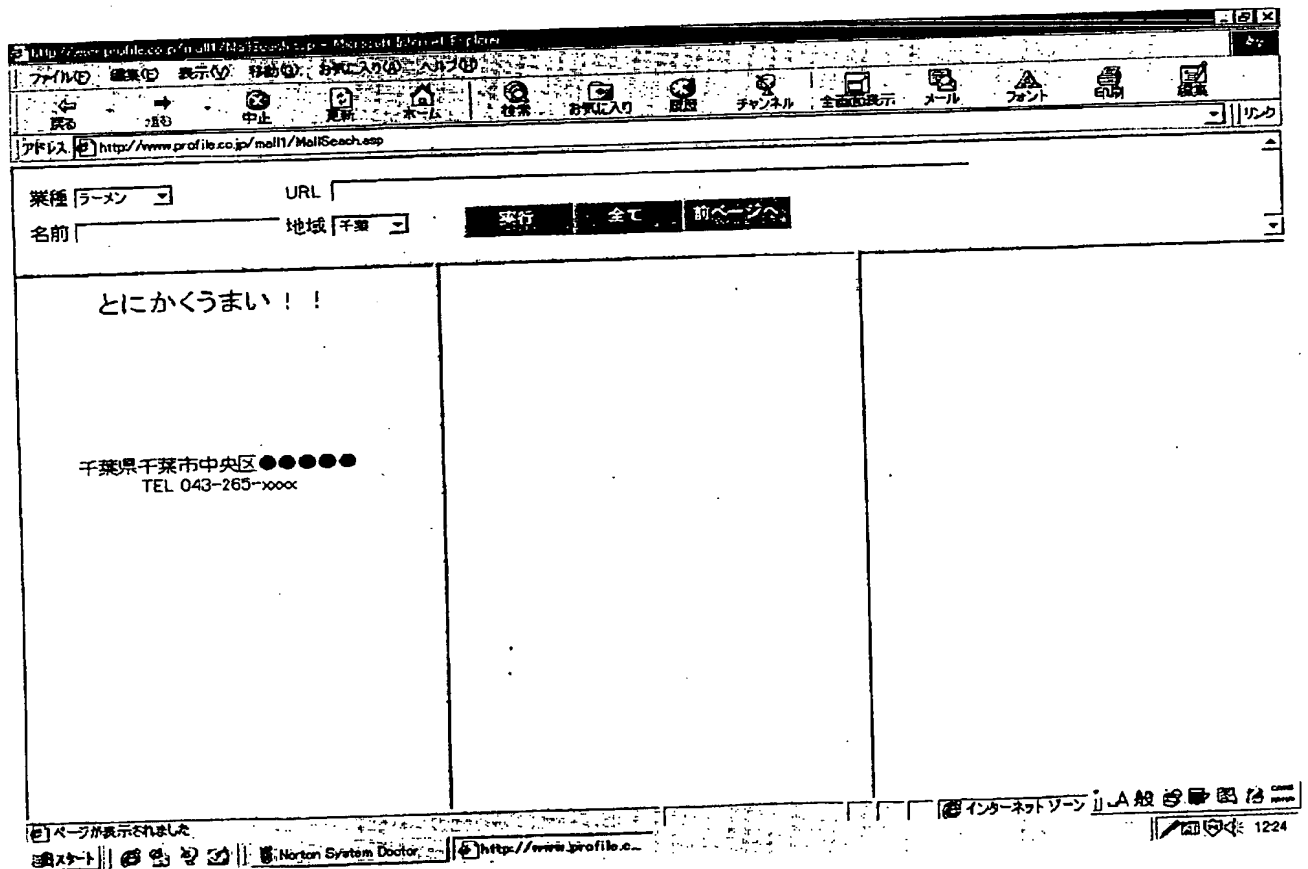 http://www.profile.co.jp/mall1/MallSeach.asp - Microsoft Internet Explorer
ファイル(F) 編集(E) 表示(V) 移動(G) お気に入り(A) ヘルプ(H)
戻る 進む 中止 更新 ホーム 検索 お気に入り 履歴 チャンネル 全画面表示 メール フォント 印刷 編集
アドレス http://www.profile.co.jp/mall1/MallSeach.asp リンク
業種 ラーメン URL
名前 地域 千葉 実行 全て 前ページへ
とにかくうまい!!
千葉県千葉市中央区●●●●●
TEL 043-265-xxxx
ページが表示されました インターネット ゾーン
A 般
スタート Norton System Doctor http://www.profile.c... 12:24